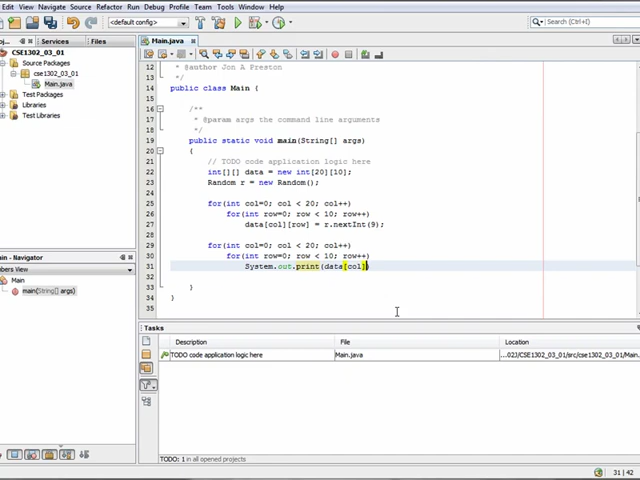 Edit View Navigate Source Refactor Run Debug Profile Team Tools Window Help
<default config>
Search (Ctrl+I)
Services Files
CSE1302_03_01
Source Packages
cse1302_03_01
Main.java
Test Packages
Libraries
Test Libraries
Main.java
12 * @author Jon A Preston
13 */
14 public class Main {
15
16 /**
17 * @param args the command line arguments
18 */
19 public static void main(String[] args)
20 {
21 // TODO code application logic here
22 int[][] data = new int[20][10];
23 Random r = new Random();
24
25 for(int col=0; col < 20; col++)
26 for(int row=0; row < 10; row++)
27 data[col][row] = r.nextInt(9);
28
29 for(int col=0; col < 20; col++)
30 for(int row=0; row < 10; row++)
31 System.out.print(data[col])
32
33 }
34 }
35
main - Navigator
Members View
Main
main(String[] args)
Tasks
Description File Location
TODO code application logic here Main.java ...02J/CSE1302_03_01/src/cse1302_03_01/Main.
TODO: 1 in all opened projects
31 | 42